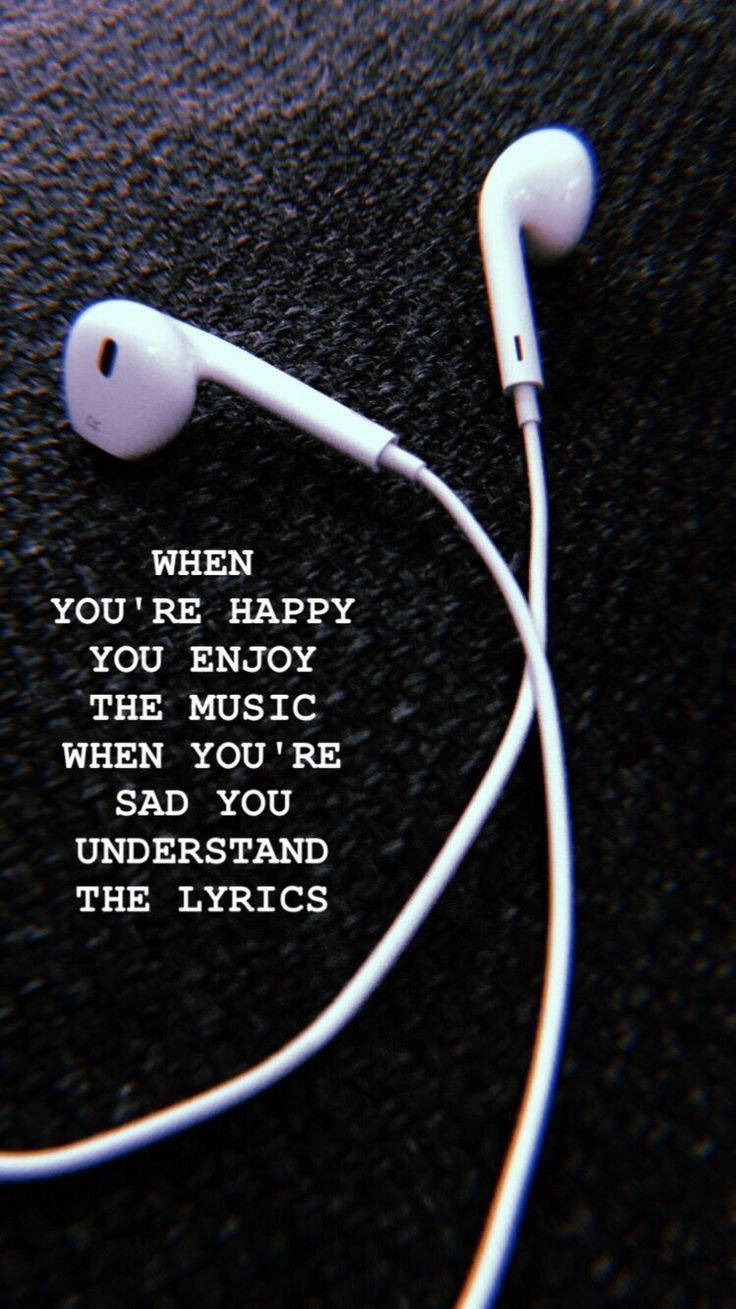 WHEN
YOU'RE HAPPY
YOU ENJOY
THE MUSIC
WHEN YOU'RE
SAD YOU
UNDERSTAND
THE LYRICS